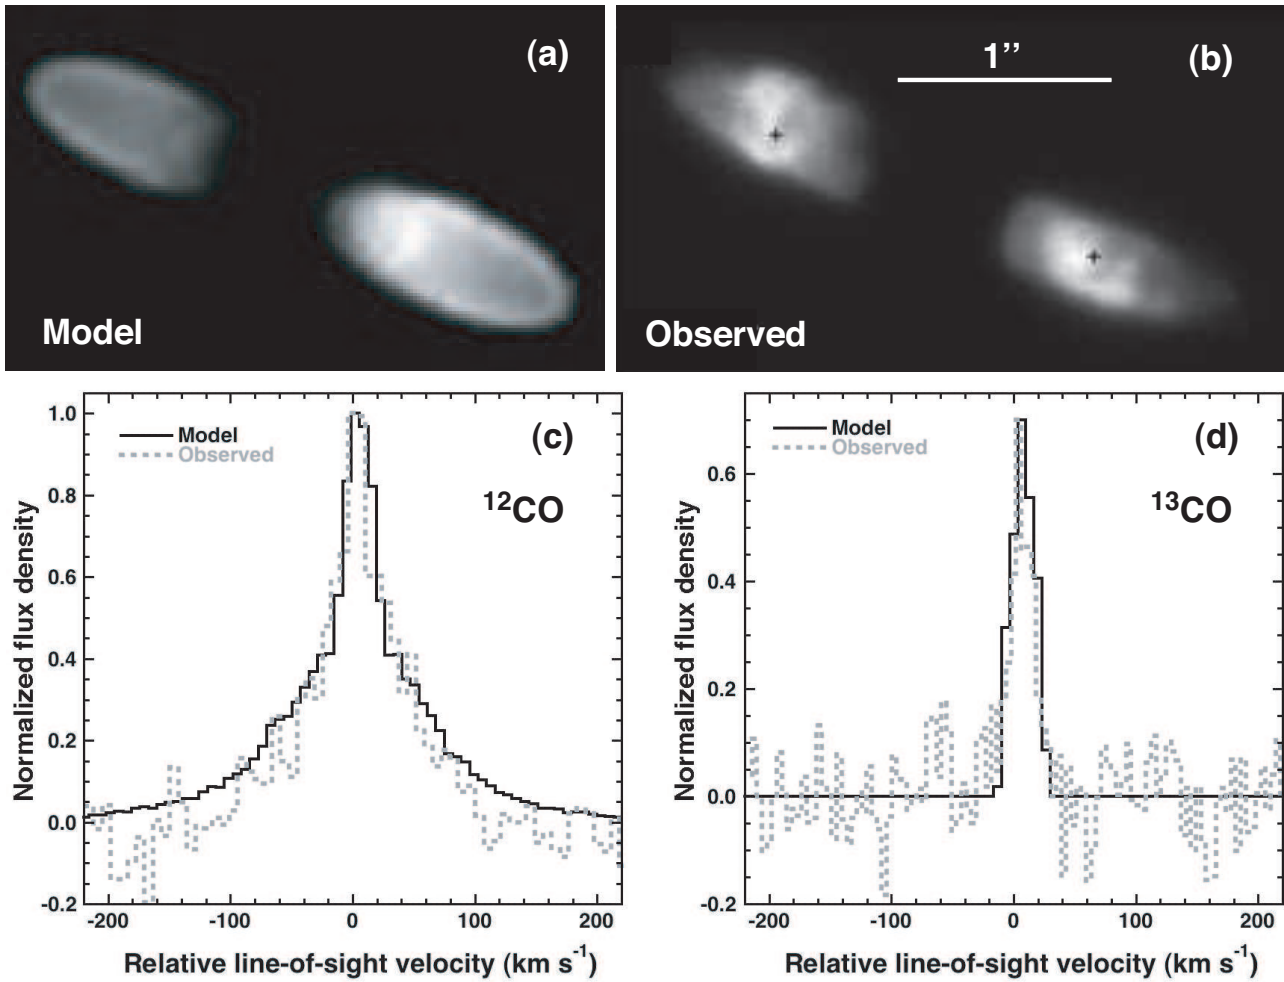 (a)
Model
1’’
(b)
Observed
Normalized flux density
1.0
0.8
0.6
0.4
0.2
0.0
-0.2
Model
Observed
(c)
¹²CO
-200 -100 0 100 200
Relative line-of-sight velocity (km s⁻¹)
Normalized flux density
0.6
0.4
0.2
0.0
-0.2
Model
Observed
(d)
¹³CO
-200 -100 0 100 200
Relative line-of-sight velocity (km s⁻¹)